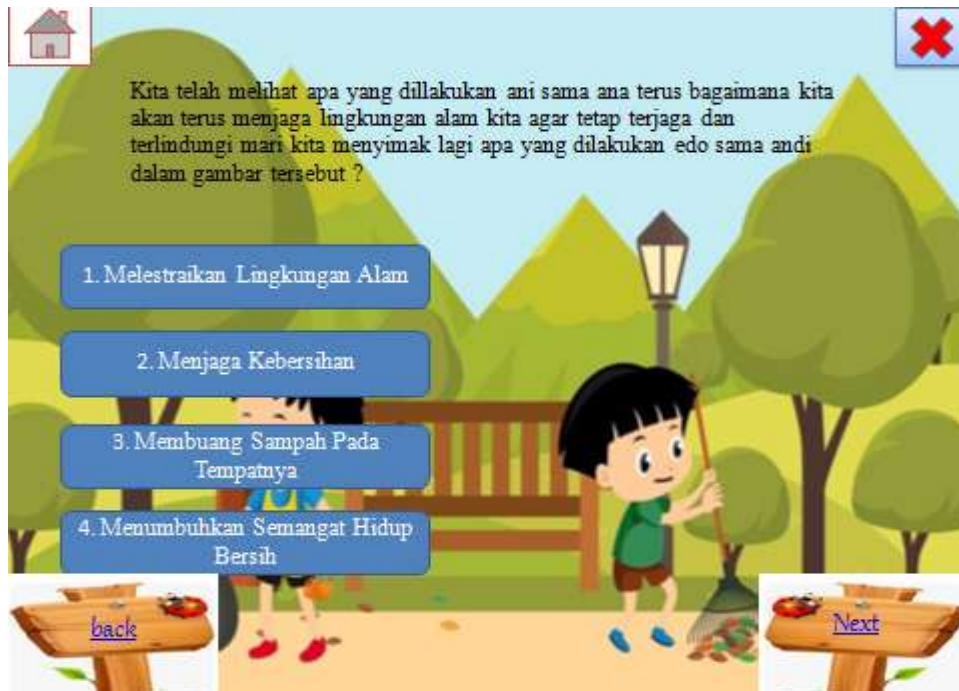 Kita telah melihat apa yang dillakukan ani sama ana terus bagaimana kita
akan terus menjaga lingkungan alam kita agar tetap terjaga dan
terlindungi mari kita menyimak lagi apa yang dilakukan edo sama andi
dalam gambar tersebut ?
1. Melestraikan Lingkungan Alam
2. Menjaga Kebersihan
3. Membuang Sampah Pada
Tempatnya
4. Menumbuhkan Semangat Hidup
Bersih
back
Next